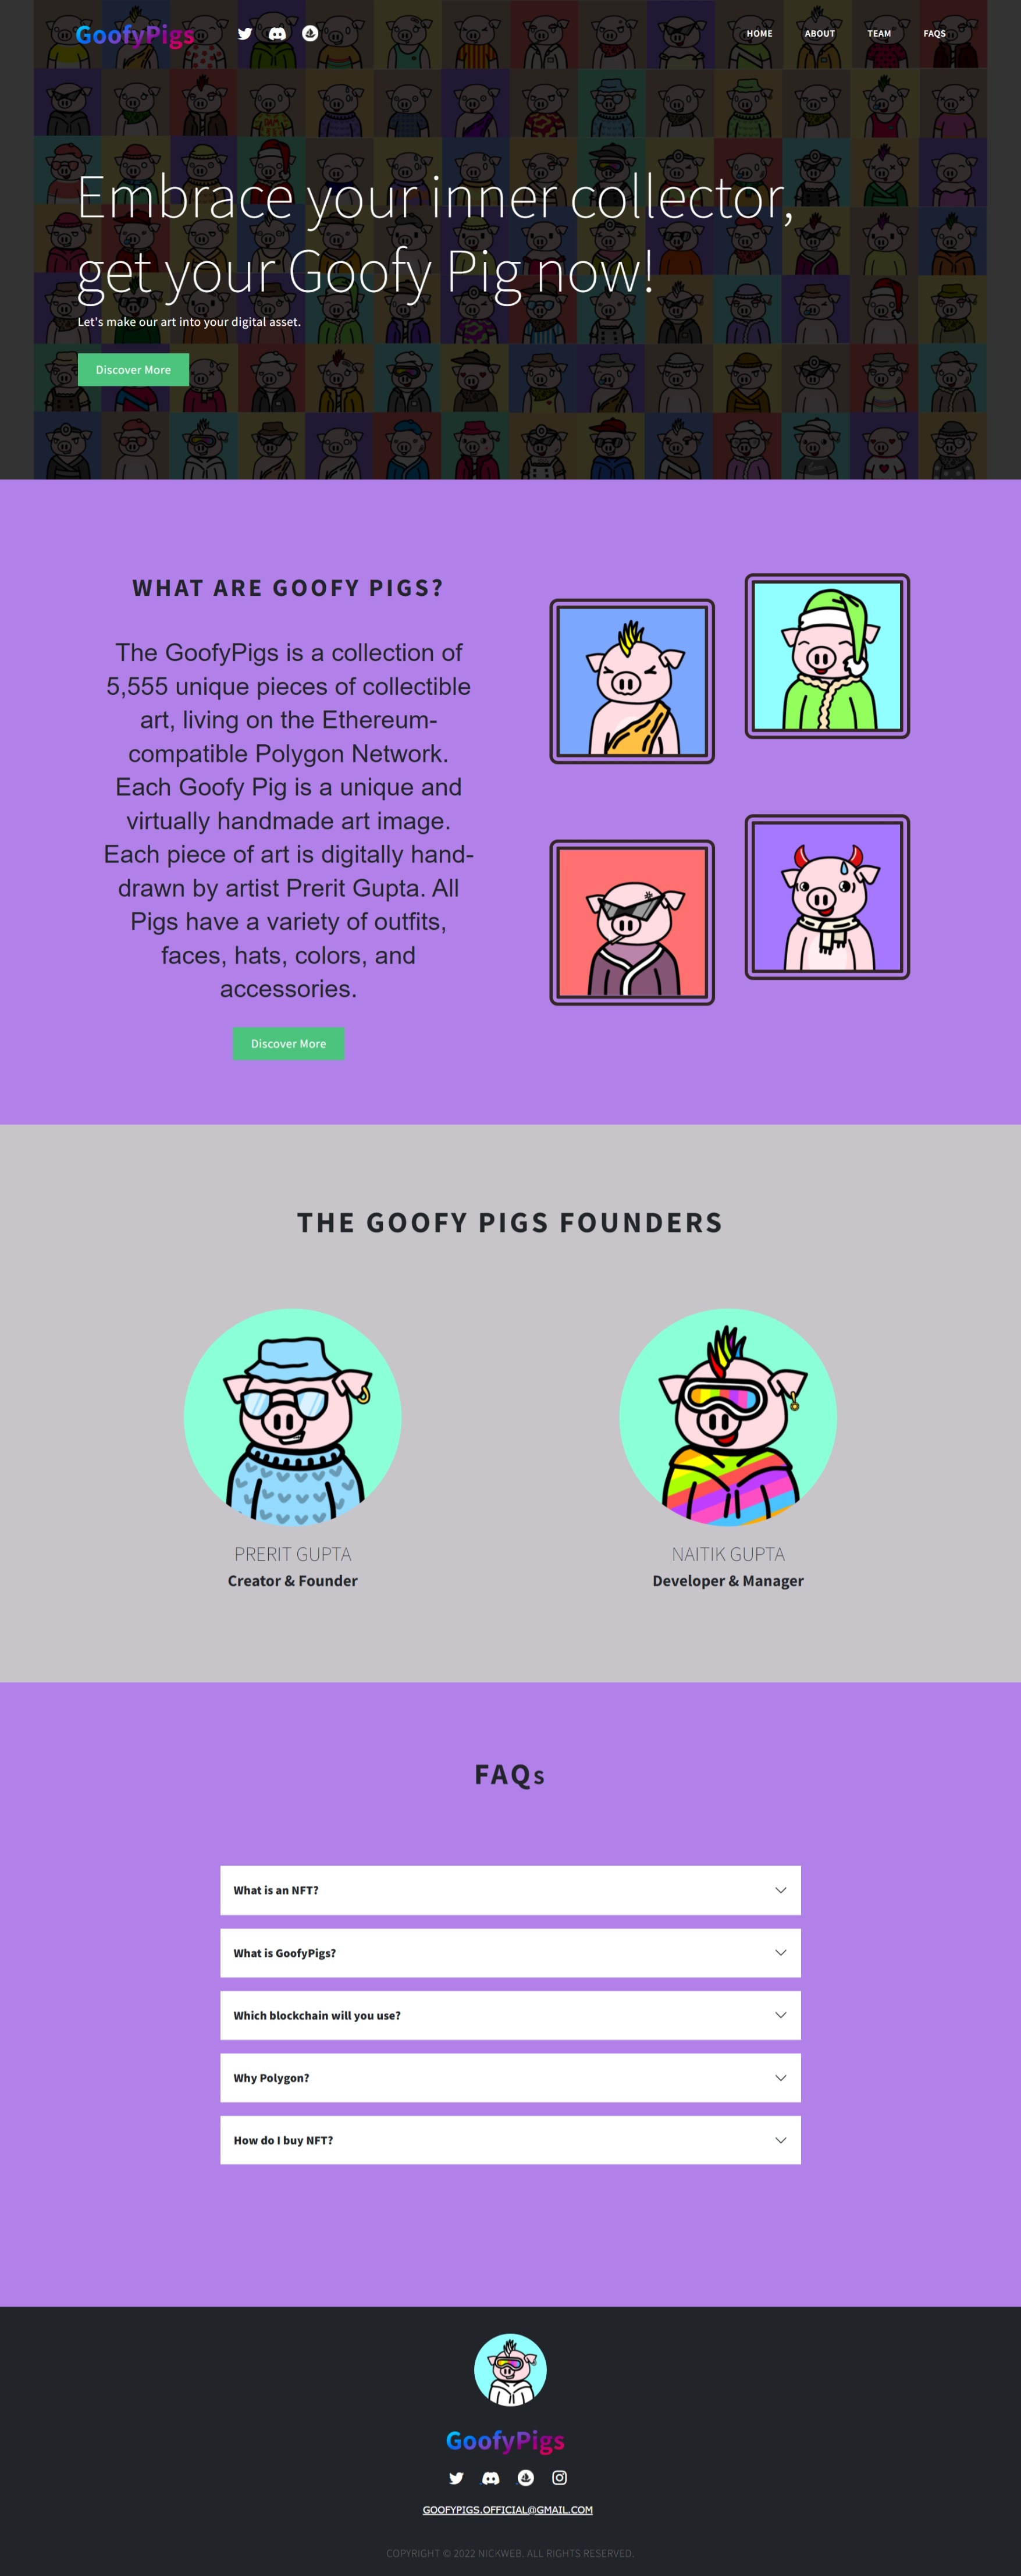 GoofyPigs
HOME ABOUT TEAM FAQS
Embrace your inner collector,
get your Goofy Pig now!
Let's make our art into your digital asset.
Discover More
WHAT ARE GOOFY PIGS?
The GoofyPigs is a collection of
5,555 unique pieces of collectible
art, living on the Ethereum-
compatible Polygon Network.
Each Goofy Pig is a unique and
virtually handmade art image.
Each piece of art is digitally hand-
drawn by artist Prerit Gupta. All
Pigs have a variety of outfits,
faces, hats, colors, and
accessories.
Discover More
THE GOOFY PIGS FOUNDERS
PRERIT GUPTA
Creator & Founder
NAITIK GUPTA
Developer & Manager
FAQs
What is an NFT?
What is GoofyPigs?
Which blockchain will you use?
Why Polygon?
How do I buy NFT?
GoofyPigs
GOOFYPIGS.OFFICIAL@GMAIL.COM
COPYRIGHT © 2022 NICKWEB. ALL RIGHTS RESERVED.